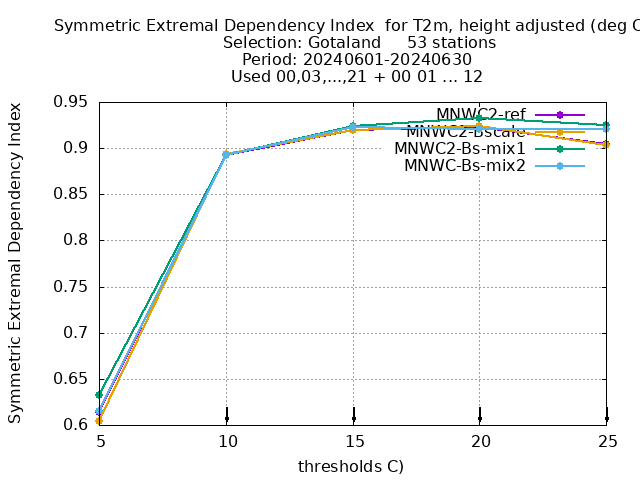 Symmetric Extremal Dependency Index for T2m, height adjusted (deg C
Selection: Gotaland 53 stations
Period: 20240601-20240630
Used 00,03,...,21 + 00 01 ... 12
Symmetric Extremal Dependency Index
0.95
0.9
0.85
0.8
0.75
0.7
0.65
0.6
MNWC2-ref
MNWC2-Bscale
MNWC2-Bs-mix1
MNWC-Bs-mix2
5 10 15 20 25
thresholds C)